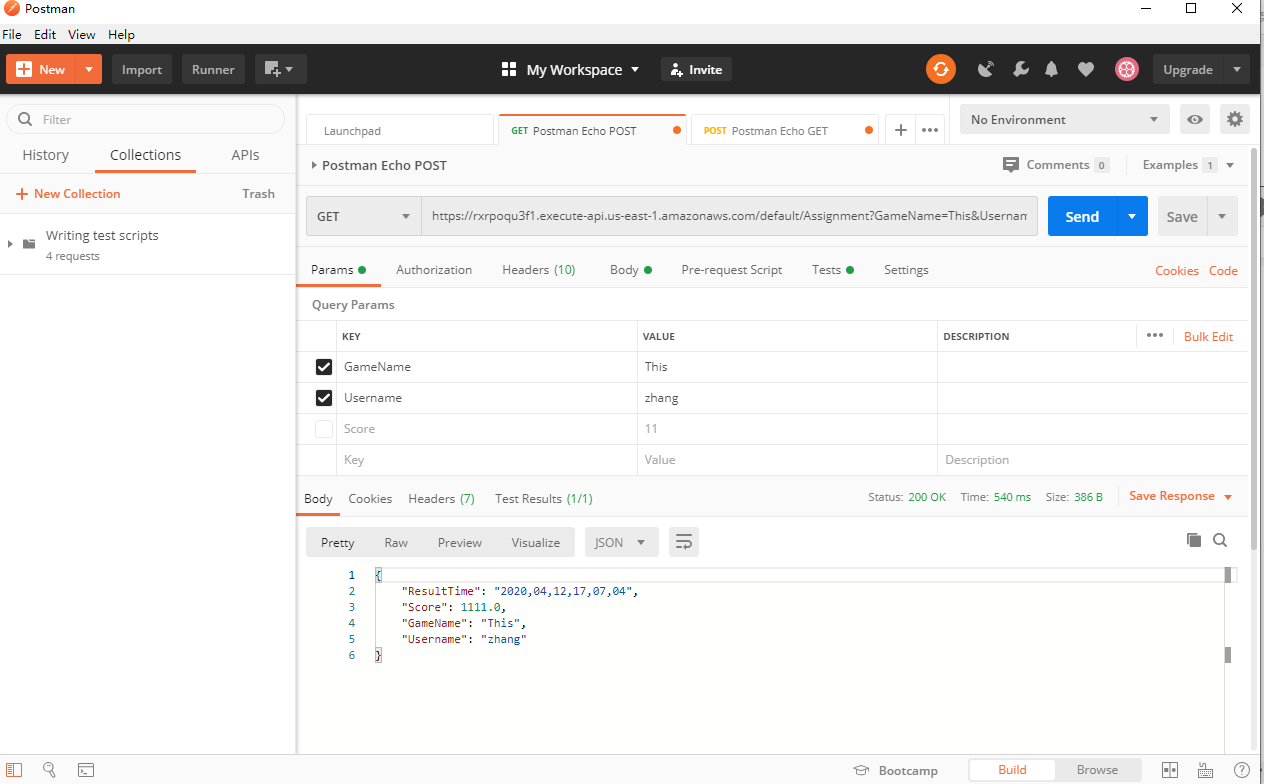 Postman
File Edit View Help
New Import Runner My Workspace Invite Upgrade
Filter
History Collections APIs
New Collection Trash
Writing test scripts
4 requests
Launchpad GET Postman Echo POST POST Postman Echo GET No Environment
Postman Echo POST Comments 0 Examples 1
GET https://rxrpoqu3f1.execute-api.us-east-1.amazonaws.com/default/Assignment?GameName=This&Usernam Send Save
Params Authorization Headers (10) Body Pre-request Script Tests Settings Cookies Code
Query Params
KEY VALUE DESCRIPTION Bulk Edit
GameName This
Username zhang
Score 11
Key Value Description
Body Cookies Headers (7) Test Results (1/1) Status: 200 OK Time: 540 ms Size: 386 B Save Response
Pretty Raw Preview Visualize JSON
1 {
2 "ResultTime": "2020,04,12,17,07,04",
3 "Score": 1111.0,
4 "GameName": "This",
5 "Username": "zhang"
6 }
Bootcamp Build Browse